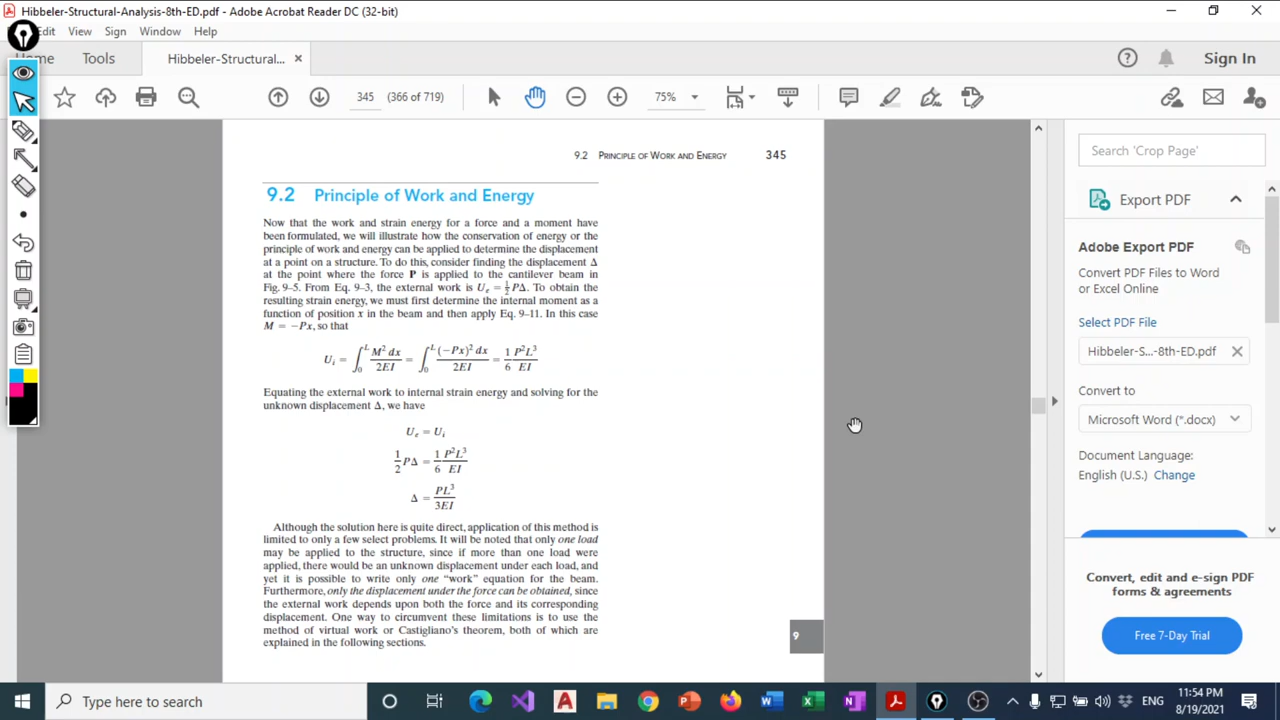 Hibbeler-Structural-Analysis-8th-ED.pdf - Adobe Acrobat Reader DC (32-bit)
Edit View Sign Window Help
Home Tools Hibbeler-Structural... × Sign In
345 (366 of 719) 75%
9.2 PRINCIPLE OF WORK AND ENERGY 345
9.2 Principle of Work and Energy
Now that the work and strain energy for a force and a moment have
been formulated, we will illustrate how the conservation of energy or the
principle of work and energy can be applied to determine the displacement
at a point on a structure. To do this, consider finding the displacement Δ
at the point where the force P is applied to the cantilever beam in
Fig. 9–5. From Eq. 9–3, the external work is Uₑ = ½PΔ. To obtain the
resulting strain energy, we must first determine the internal moment as a
function of position x in the beam and then apply Eq. 9–11. In this case
M = −Px, so that
Uᵢ = ∫₀ᴸ M² dx / 2EI = ∫₀ᴸ (−Px)² dx / 2EI = 1/6 P²L³/EI
Equating the external work to internal strain energy and solving for the
unknown displacement Δ, we have
Uₑ = Uᵢ
1/2 PΔ = 1/6 P²L³/EI
Δ = PL³/3EI
Although the solution here is quite direct, application of this method is
limited to only a few select problems. It will be noted that only one load
may be applied to the structure, since if more than one load were
applied, there would be an unknown displacement under each load, and
yet it is possible to write only one “work” equation for the beam.
Furthermore, only the displacement under the force can be obtained, since
the external work depends upon both the force and its corresponding
displacement. One way to circumvent these limitations is to use the
method of virtual work or Castigliano’s theorem, both of which are
explained in the following sections.
9
Search 'Crop Page'
Export PDF
Adobe Export PDF
Convert PDF Files to Word
or Excel Online
Select PDF File
Hibbeler-S...-8th-ED.pdf
Convert to
Microsoft Word (*.docx)
Document Language:
English (U.S.) Change
Convert, edit and e-sign PDF
forms & agreements
Free 7-Day Trial
Type here to search
ENG
11:54 PM
8/19/2021